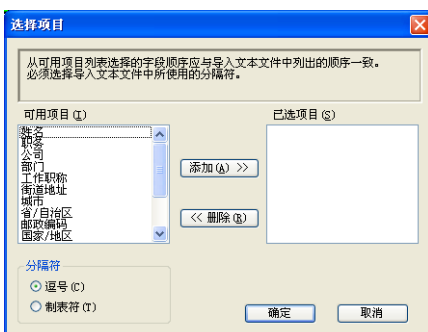 选择项目
从可用项目列表选择的字段顺序应与导入文本文件中列出的顺序一致。
必须选择导入文本文件中所使用的分隔符。
可用项目(I)
已选项目(S)
姓名
职务
公司
部门
工作职称
街道地址
城市
省/自治区
邮政编码
国家/地区
添加(A) >>
<< 删除(R)
分隔符
逗号(C)
制表符(T)
确定
取消